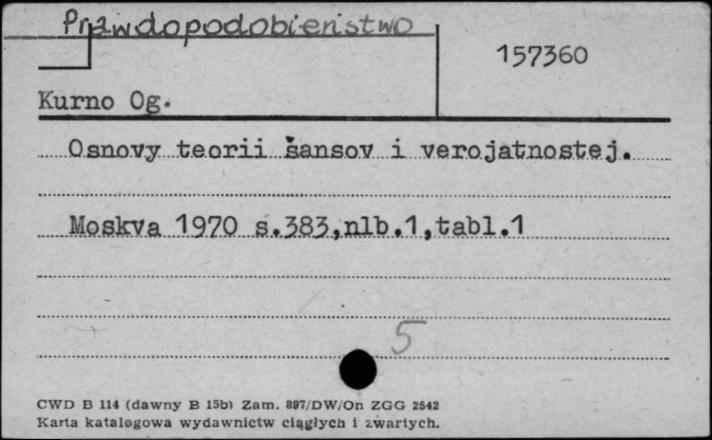 Prawdopodobieństwo
157360
Kurno Og.
Osnovy teorii šansov i verojatnostej.
Moskva 1970 s.383,nlb.1,tabl.1
5
CWD B 114 (dawny B 15b) Zam. 897/DW/On ZGG 2542
Karta katalogowa wydawnictw ciągłych i zwartych.